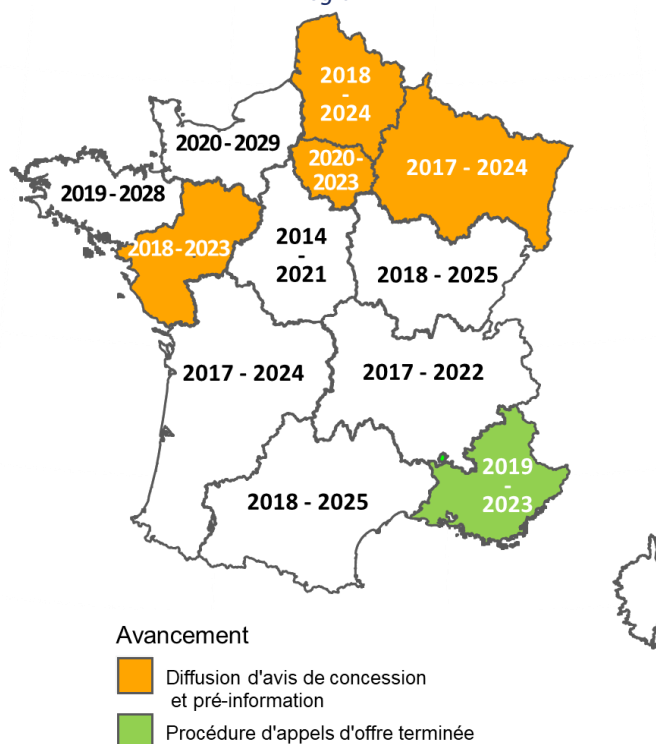 2018
-
2024
2020 - 2029
2020-
2023
2017 - 2024
2019 - 2028
2018 - 2023
2014
-
2021
2018 - 2025
2017 - 2024
2017 - 2022
2019
-
2023
2018 - 2025
Avancement
Diffusion d'avis de concession
et pré-information
Procédure d'appels d'offre terminée